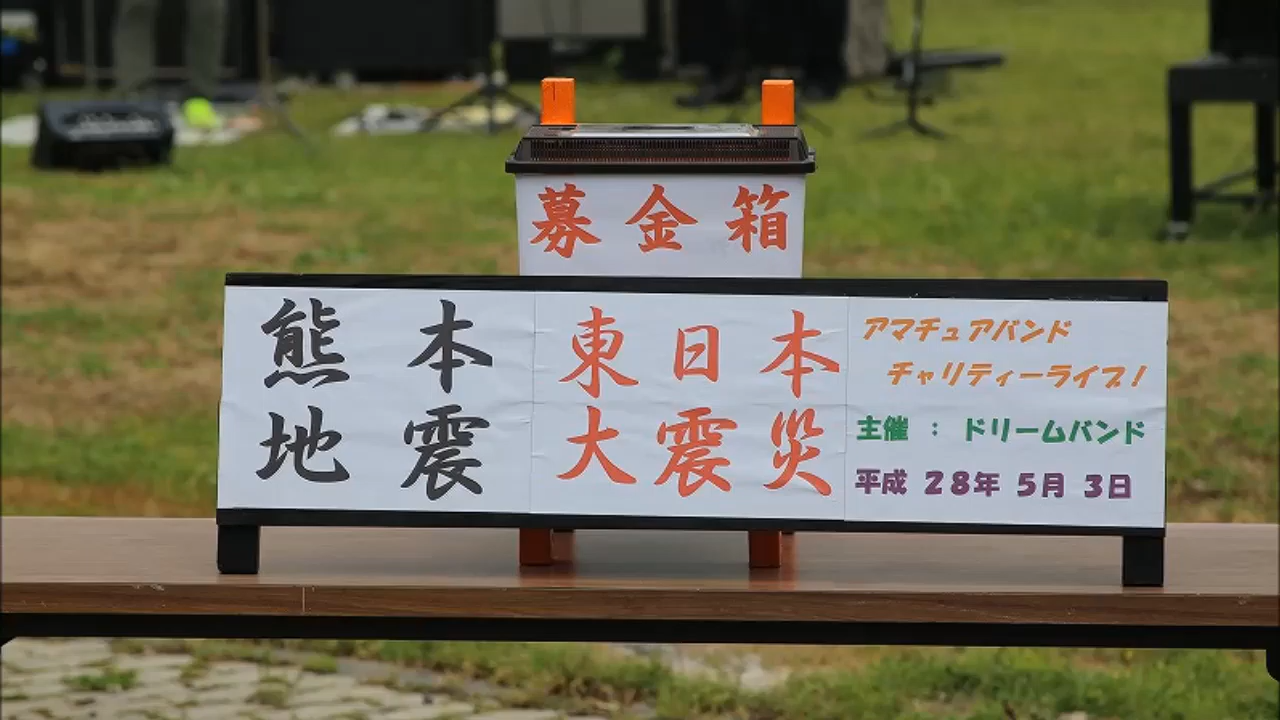 募金箱
熊本
地震
東日本
大震災
アマチュアバンド
チャリティーライブ!
主催 : ドリームバンド
平成 28年 5月 3日